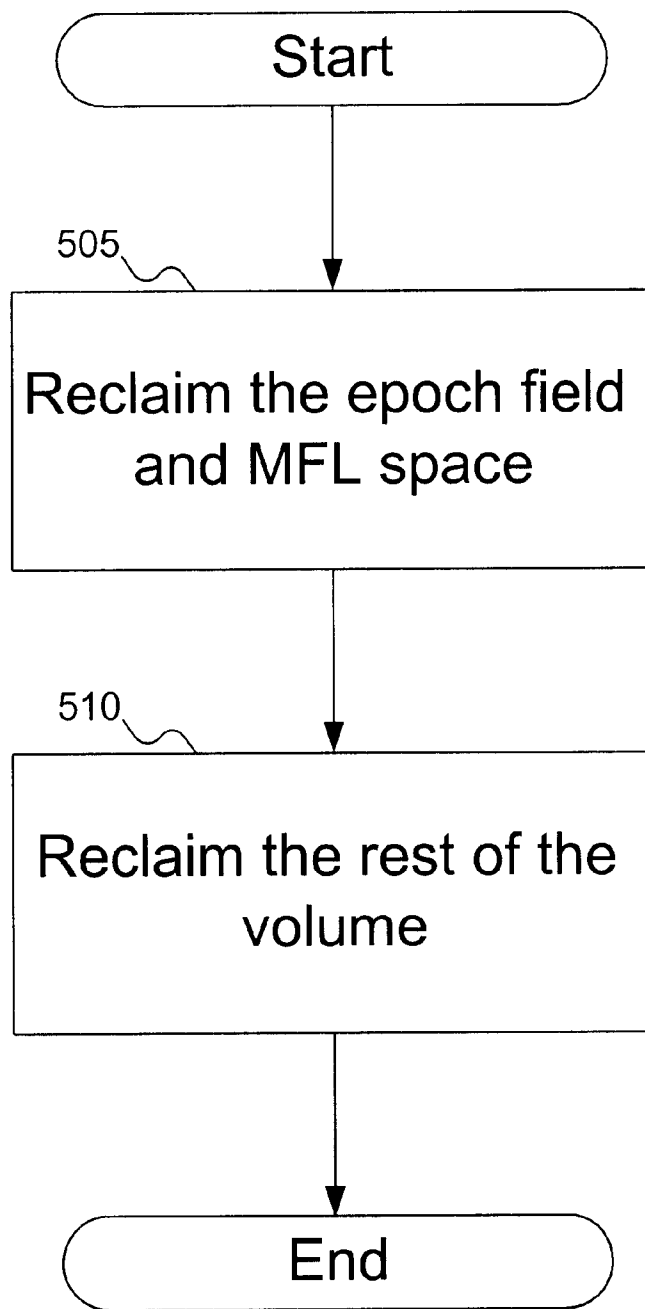 Start
505
Reclaim the epoch field
and MFL space
510
Reclaim the rest of the
volume
End